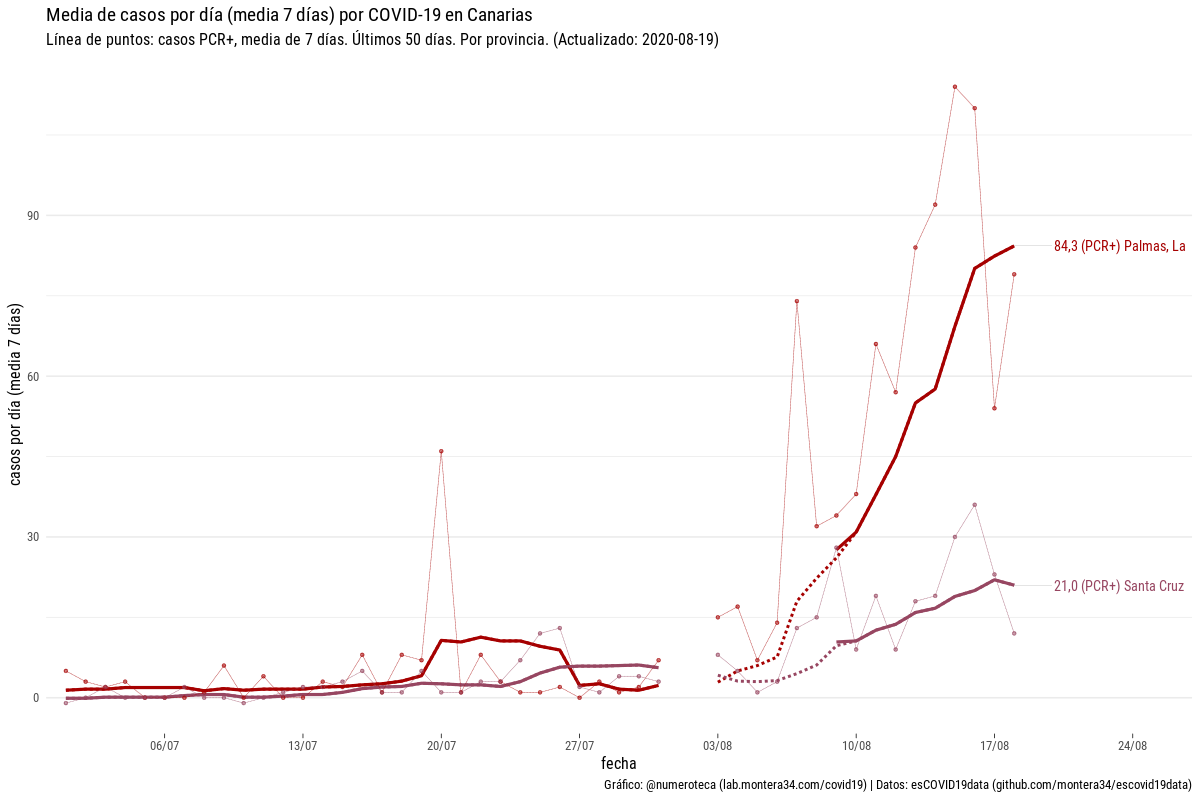 Media de casos por día (media 7 días) por COVID-19 en Canarias
Línea de puntos: casos PCR+, media de 7 días. Últimos 50 días. Por provincia. (Actualizado: 2020-08-19)
casos por día (media 7 días)
90
60
30
0
84,3 (PCR+) Palmas, La
21,0 (PCR+) Santa Cruz
06/07
13/07
20/07
27/07
03/08
10/08
17/08
24/08
fecha
Gráfico: @numeroteca (lab.montera34.com/covid19) | Datos: esCOVID19data (github.com/montera34/escovid19data)